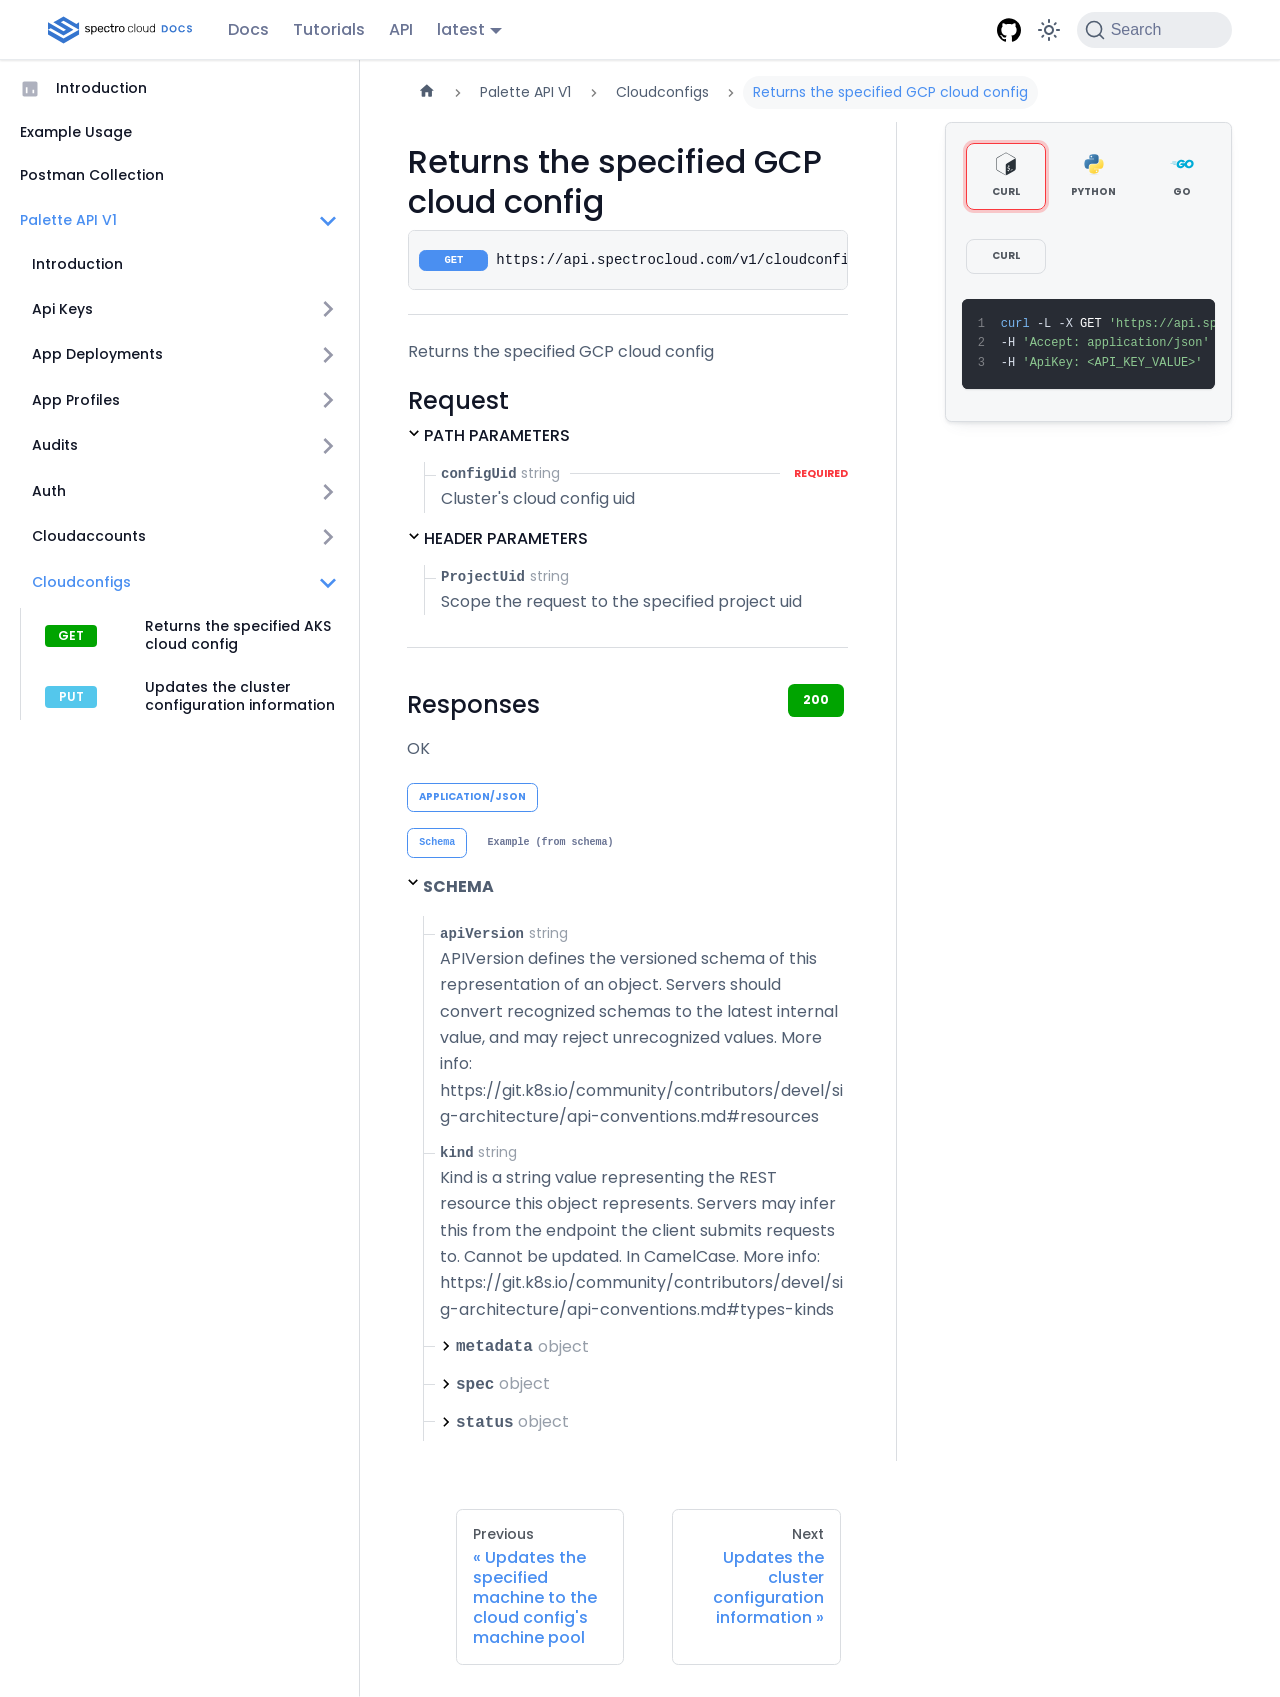 spectro cloud DOCS
Docs
Tutorials
API
latest
Search
Introduction
Example Usage
Postman Collection
Palette API V1
Introduction
Api Keys
App Deployments
App Profiles
Audits
Auth
Cloudaccounts
Cloudconfigs
GET
Returns the specified AKS
cloud config
PUT
Updates the cluster
configuration information
Palette API V1
Cloudconfigs
Returns the specified GCP cloud config
Returns the specified GCP
cloud config
GET https://api.spectrocloud.com/v1/cloudconfi
Returns the specified GCP cloud config
Request
PATH PARAMETERS
configUid string REQUIRED
Cluster's cloud config uid
HEADER PARAMETERS
ProjectUid string
Scope the request to the specified project uid
Responses
200
OK
APPLICATION/JSON
Schema
Example (from schema)
SCHEMA
apiVersion string
APIVersion defines the versioned schema of this
representation of an object. Servers should
convert recognized schemas to the latest internal
value, and may reject unrecognized values. More
info:
https://git.k8s.io/community/contributors/devel/si
g-architecture/api-conventions.md#resources
kind string
Kind is a string value representing the REST
resource this object represents. Servers may infer
this from the endpoint the client submits requests
to. Cannot be updated. In CamelCase. More info:
https://git.k8s.io/community/contributors/devel/si
g-architecture/api-conventions.md#types-kinds
metadata object
spec object
status object
CURL
PYTHON
GO
GO
CURL
1 curl -L -X GET 'https://api.sp
2 -H 'Accept: application/json'
3 -H 'ApiKey: <API_KEY_VALUE>'
Previous
« Updates the
specified
machine to the
cloud config's
machine pool
Next
Updates the
cluster
configuration
information »